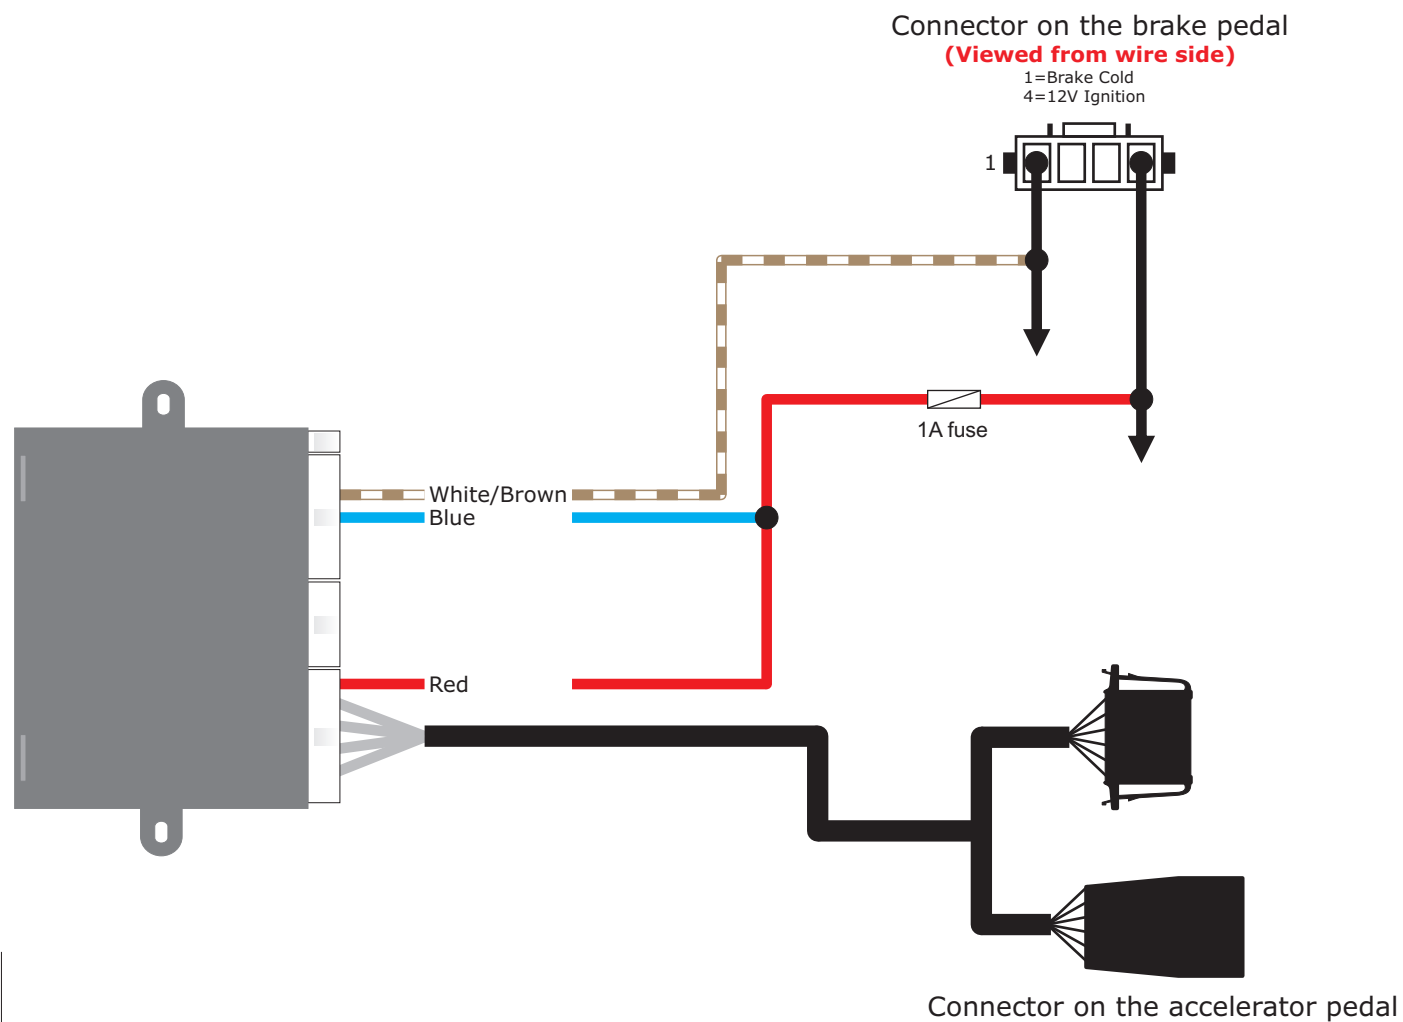 Connector on the brake pedal
(Viewed from wire side)
1=Brake Cold
4=12V Ignition
1
1A fuse
White/Brown
Blue
Red
Connector on the accelerator pedal